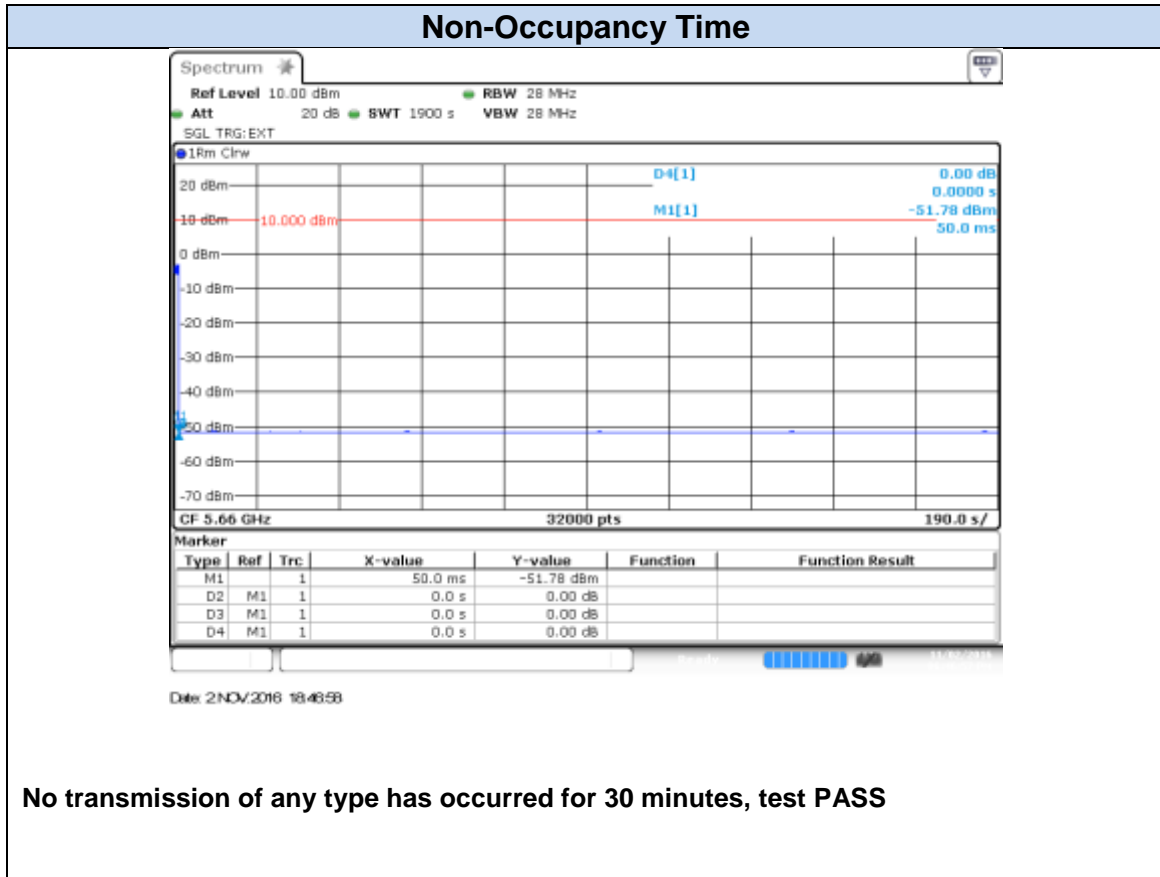 Non-Occupancy Time
Spectrum
Ref Level 10.00 dBm RBW 28 MHz
Att 20 dB SWT 1900 s VBW 28 MHz
SGL TRG:EXT
1Rm Clrw
D4[1] 0.00 dB
0.0000 s
M1[1] -51.78 dBm
50.0 ms
20 dBm
10 dBm 10.000 dBm
0 dBm
-10 dBm
-20 dBm
-30 dBm
-40 dBm
-50 dBm
-60 dBm
-70 dBm
CF 5.66 GHz 32000 pts 190.0 s/
Marker
Type Ref Trc X-value Y-value Function Function Result
M1 1 50.0 ms -51.78 dBm
D2 M1 1 0.0 s 0.00 dB
D3 M1 1 0.0 s 0.00 dB
D4 M1 1 0.0 s 0.00 dB
Date: 2.NOV.2016 18:46:58
No transmission of any type has occurred for 30 minutes, test PASS